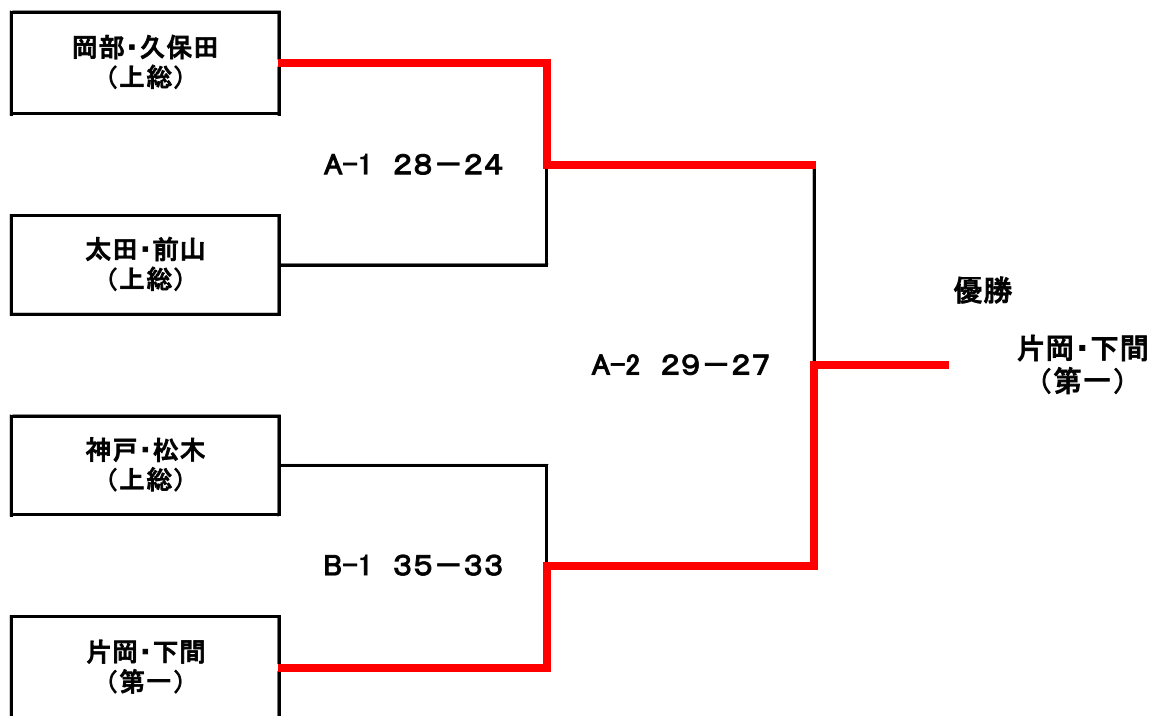 岡部・久保田
（上総）
A-1 28－24
太田・前山
（上総）
優勝
片岡・下間
（第一）
A-2 29－27
神戸・松木
（上総）
B-1 35－33
片岡・下間
（第一）